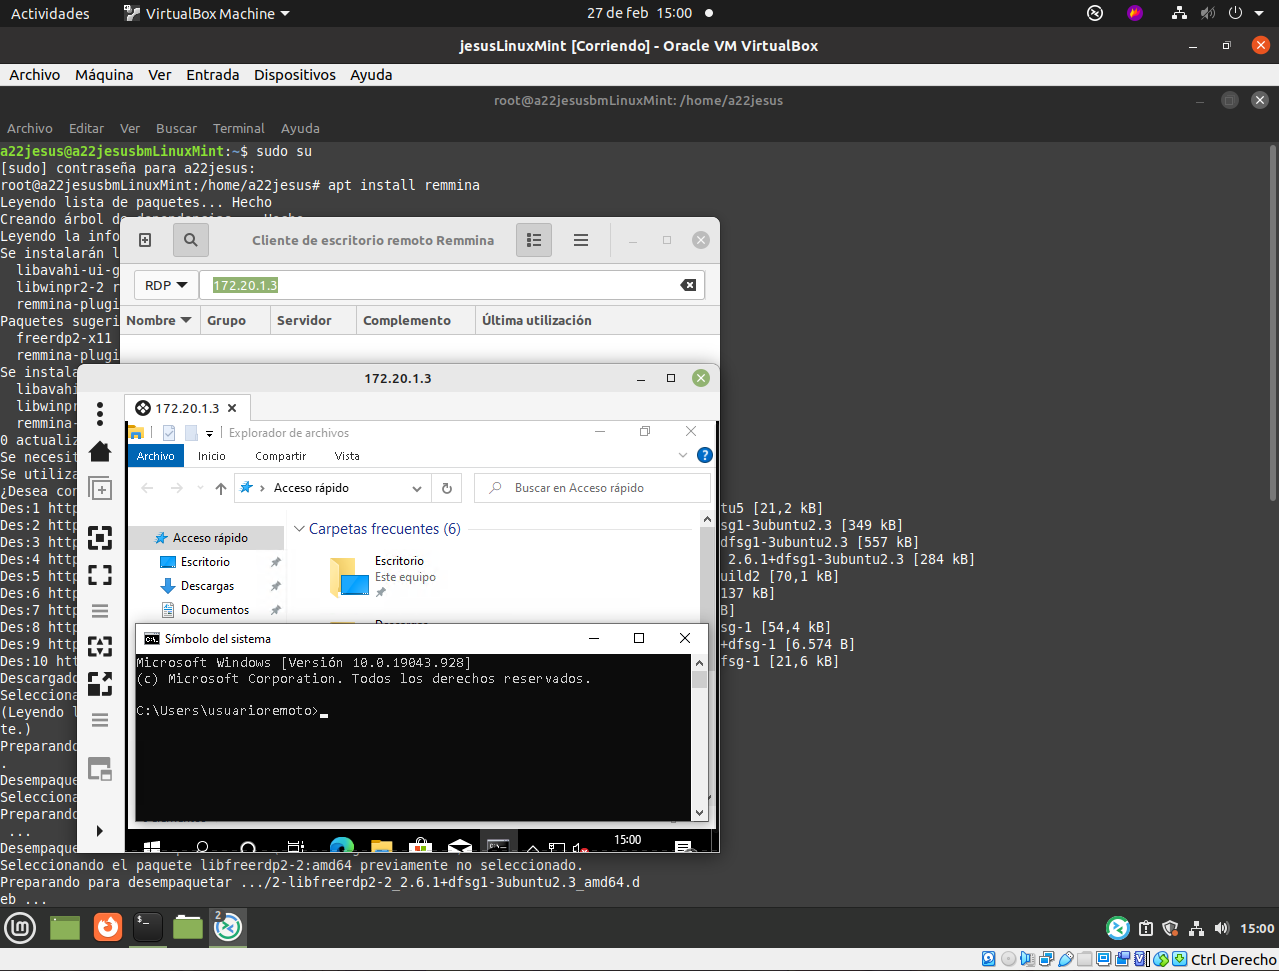 Actividades VirtualBox Machine 27 de feb 15:00
jesusLinuxMint [Corriendo] - Oracle VM VirtualBox
Archivo Máquina Ver Entrada Dispositivos Ayuda
root@a22jesusbmLinuxMint: /home/a22jesus
Archivo Editar Ver Buscar Terminal Ayuda
a22jesus@a22jesusbmLinuxMint:~$ sudo su
[sudo] contraseña para a22jesus:
root@a22jesusbmLinuxMint:/home/a22jesus# apt install remmina
Leyendo lista de paquetes... Hecho
Creando árbol de dependencias... Hecho
Leyendo la info
Se instalarán l
libavahi-ui-g
libwinpr2-2 r
remmina-plugi
Paquetes sugeri
freerdp2-x11
remmina-plugi
Se instala
libavahi
libwinpr
remmina-
0 actualiz
Se necesit
Se utiliza
¿Desea con
Des:1 http tu5 [21,2 kB]
Des:2 http sg1-3ubuntu2.3 [349 kB]
Des:3 http dfsg1-3ubuntu2.3 [557 kB]
Des:4 http 2.6.1+dfsg1-3ubuntu2.3 [284 kB]
Des:5 http uild2 [70,1 kB]
Des:6 http 137 kB]
Des:7 http B]
Des:8 http sg-1 [54,4 kB]
Des:9 http +dfsg-1 [6.574 B]
Des:10 htt fsg-1 [21,6 kB]
Descargado
Selecciona
(Leyendo l
te.)
Preparando
.
Desempaque
Selecciona
Preparando
...
Desempaque
Seleccionando el paquete libfreerdp2-2:amd64 previamente no seleccionado.
Preparando para desempaquetar .../2-libfreerdp2-2_2.6.1+dfsg1-3ubuntu2.3_amd64.d
eb ...
Cliente de escritorio remoto Remmina
RDP 172.20.1.3
Nombre Grupo Servidor Complemento Última utilización
172.20.1.3
172.20.1.3
Explorador de archivos
Archivo Inicio Compartir Vista
Acceso rápido Buscar en Acceso rápido
Acceso rápido
Escritorio
Descargas
Documentos
Carpetas frecuentes (6)
Escritorio
Este equipo
Símbolo del sistema
Microsoft Windows [Versión 10.0.19043.928]
(c) Microsoft Corporation. Todos los derechos reservados.
C:\Users\usuarioremoto>
15:00
2
15:00
Ctrl Derecho